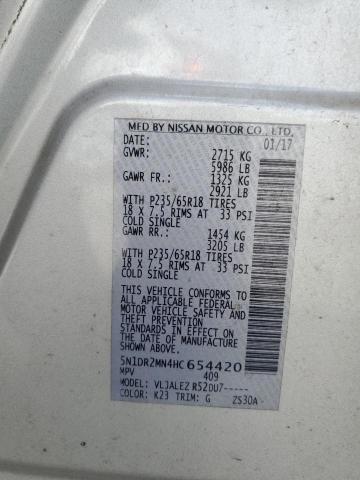 MFD BY NISSAN MOTOR CO., LTD.
DATE: 01/17
GVWR: 2715 KG
5986 LB
GAWR FR.: 1325 KG
2921 LB
WITH P235/65R18 TIRES
18 X 7.5 RIMS AT 33 PSI
COLD SINGLE
GAWR RR.: 1454 KG
3205 LB
WITH P235/65R18 TIRES
18 X 7.5 RIMS AT 33 PSI
COLD SINGLE
THIS VEHICLE CONFORMS TO
ALL APPLICABLE FEDERAL
MOTOR VEHICLE SAFETY AND
THEFT PREVENTION
STANDARDS IN EFFECT ON
THE DATE OF MANUFACTURE
SHOWN ABOVE.
5N1DR2MN4HC654420
MPV 409
MODEL: VLJALEZ R52DU7-----
COLOR: K23 TRIM: G ZS30A-